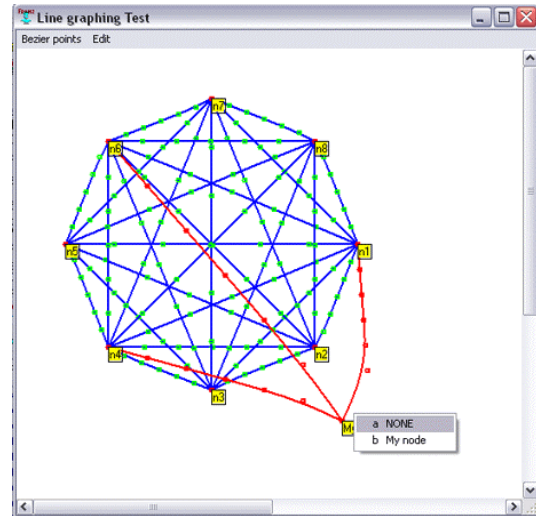 Line graphing Test
Bezier points Edit
n7
n6
n8
n5
n1
n4
n2
n3
a
a
a
a NONE
b My node